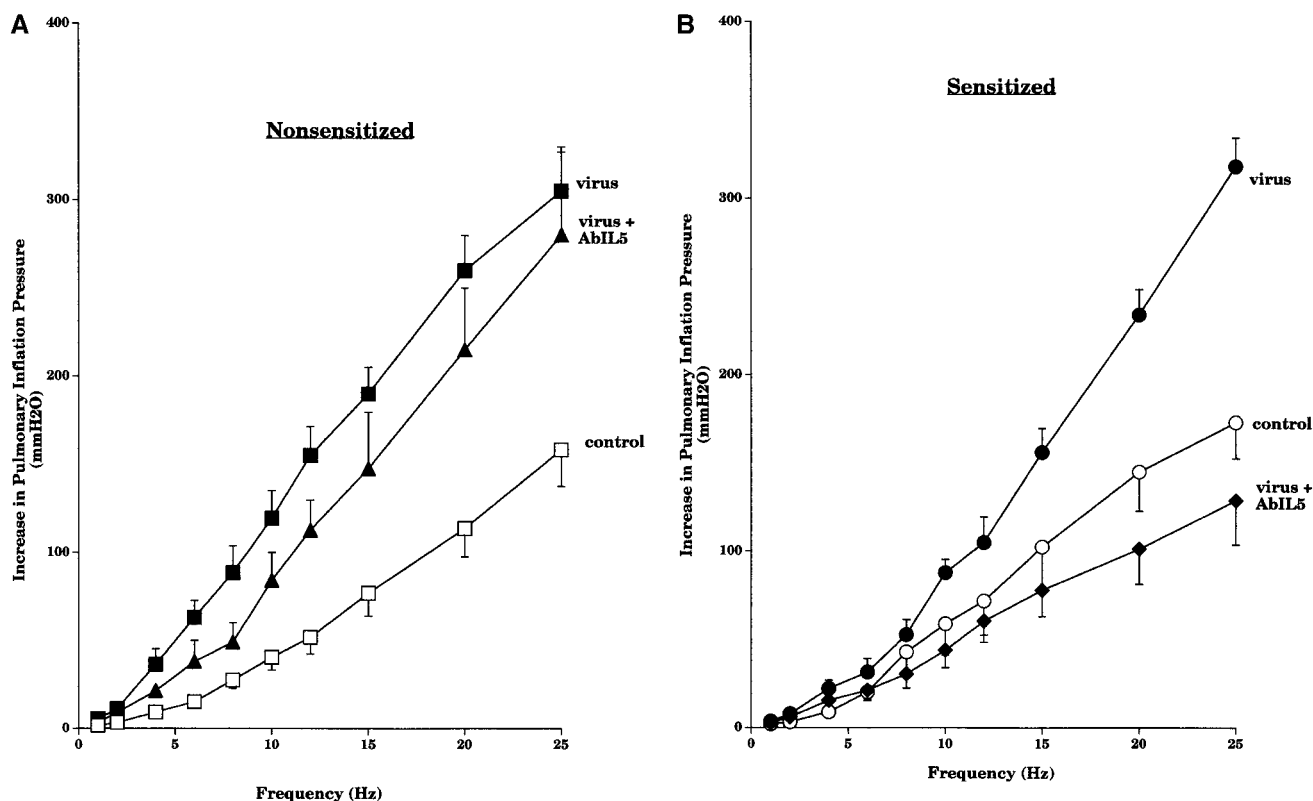 A
400
Nonsensitized
300
200
100
0
0
5
10
15
20
25
virus
virus +
AbIL5
control
Increase in Pulmonary Inflation Pressure
(mmH2O)
Frequency (Hz)
B
400
Sensitized
300
200
100
0
0
5
10
15
20
25
virus
control
virus +
AbIL5
Increase in Pulmonary Inflation Pressure
(mmH2O)
Frequency (Hz)